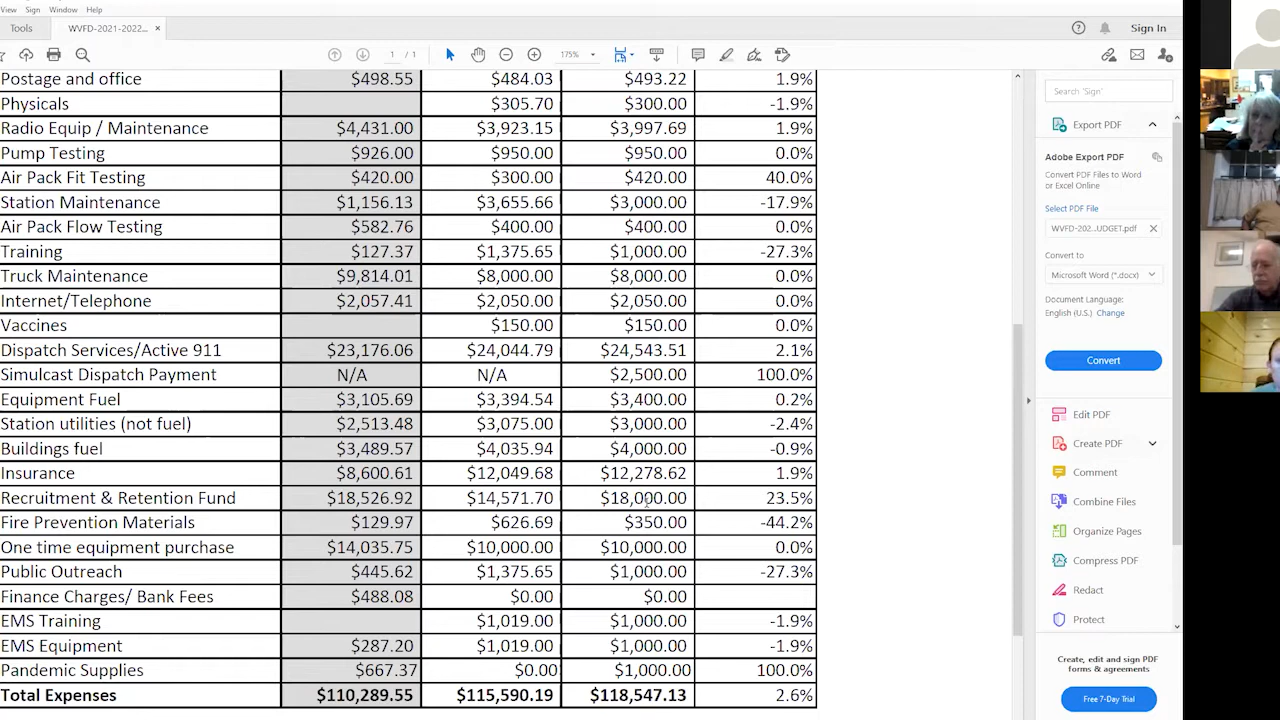 View Sign Window Help
Tools WVFD-2021-2022... × Sign In
1 / 1 175%
Postage and office $498.55 $484.03 $493.22 1.9%
Physicals $305.70 $300.00 -1.9%
Radio Equip / Maintenance $4,431.00 $3,923.15 $3,997.69 1.9%
Pump Testing $926.00 $950.00 $950.00 0.0%
Air Pack Fit Testing $420.00 $300.00 $420.00 40.0%
Station Maintenance $1,156.13 $3,655.66 $3,000.00 -17.9%
Air Pack Flow Testing $582.76 $400.00 $400.00 0.0%
Training $127.37 $1,375.65 $1,000.00 -27.3%
Truck Maintenance $9,814.01 $8,000.00 $8,000.00 0.0%
Internet/Telephone $2,057.41 $2,050.00 $2,050.00 0.0%
Vaccines $150.00 $150.00 0.0%
Dispatch Services/Active 911 $23,176.06 $24,044.79 $24,543.51 2.1%
Simulcast Dispatch Payment N/A N/A $2,500.00 100.0%
Equipment Fuel $3,105.69 $3,394.54 $3,400.00 0.2%
Station utilities (not fuel) $2,513.48 $3,075.00 $3,000.00 -2.4%
Buildings fuel $3,489.57 $4,035.94 $4,000.00 -0.9%
Insurance $8,600.61 $12,049.68 $12,278.62 1.9%
Recruitment & Retention Fund $18,526.92 $14,571.70 $18,000.00 23.5%
Fire Prevention Materials $129.97 $626.69 $350.00 -44.2%
One time equipment purchase $14,035.75 $10,000.00 $10,000.00 0.0%
Public Outreach $445.82 $1,375.65 $1,000.00 -27.3%
Finance Charges/ Bank Fees $498.08 $0.00 $0.00
EMS Training $1,019.00 $1,000.00 -1.9%
EMS Equipment $287.20 $1,019.00 $1,000.00 -1.9%
Pandemic Supplies $667.37 $0.00 $1,000.00 100.0%
Total Expenses $110,289.55 $115,590.19 $118,547.13 2.6%
Search 'Sign'
Export PDF
Adobe Export PDF
Convert PDF Files to Word
or Excel Online
Select PDF File
WVFD-202...UDGET.pdf
Convert to
Microsoft Word (*.docx)
Document Language:
English (U.S.) Change
Convert
Edit PDF
Create PDF
Comment
Combine Files
Organize Pages
Compress PDF
Redact
Protect
Create, edit and sign PDF
forms & agreements
Free 7-Day Trial